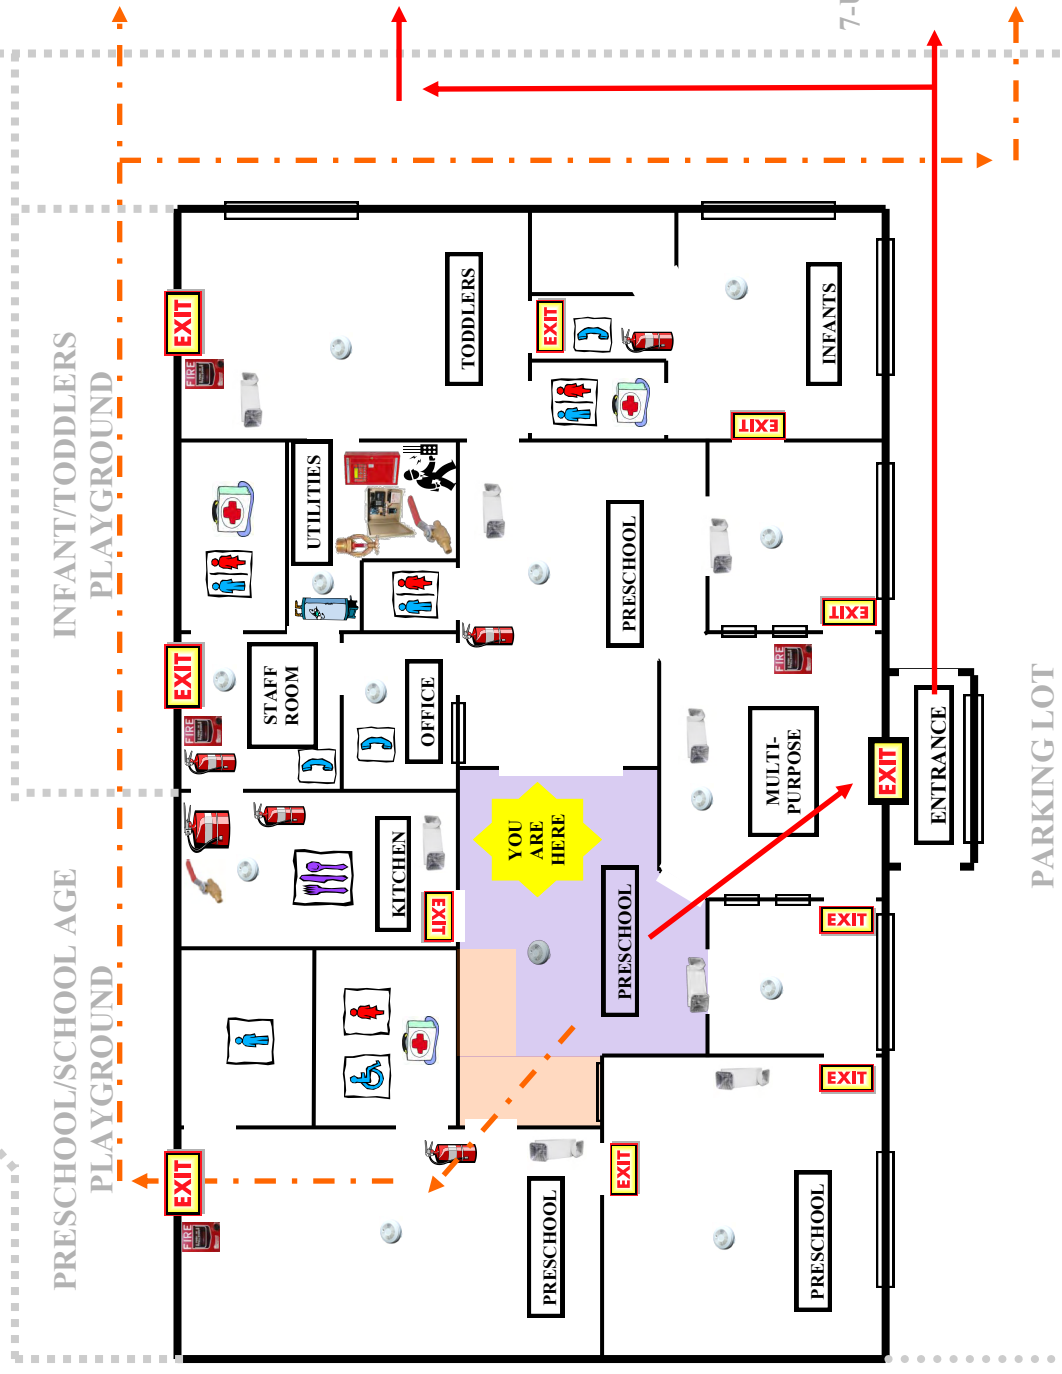 PRESCHOOL/SCHOOL AGE
PLAYGROUND
INFANT/TODDLERS
PLAYGROUND
EXIT
EXIT
EXIT
FIRE
FIRE
FIRE
STAFF
ROOM
UTILITIES
KITCHEN
OFFICE
EXIT
TODDLERS
YOU
ARE
HERE
PRESCHOOL
EXIT
EXIT
PRESCHOOL
PRESCHOOL
EXIT
MULTI-
PURPOSE
FIRE
PRESCHOOL
INFANTS
EXIT
EXIT
EXIT
EXIT
ENTRANCE
PARKING LOT